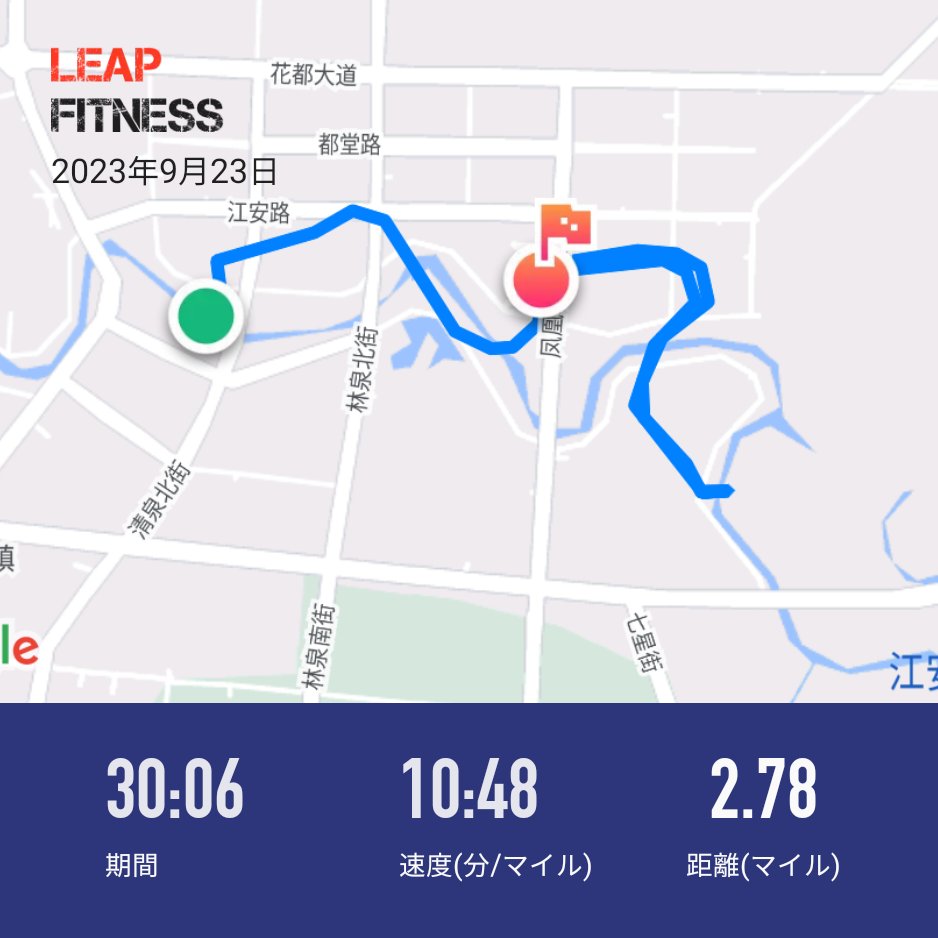 LEAP
FITNESS
2023年9月23日
花都大道
都堂路
江安路
凤凰
林泉北街
清泉北街
镇
le
林泉南街
七星街
江安
30:06
10:48
2.78
期間
速度(分/マイル)
距離(マイル)